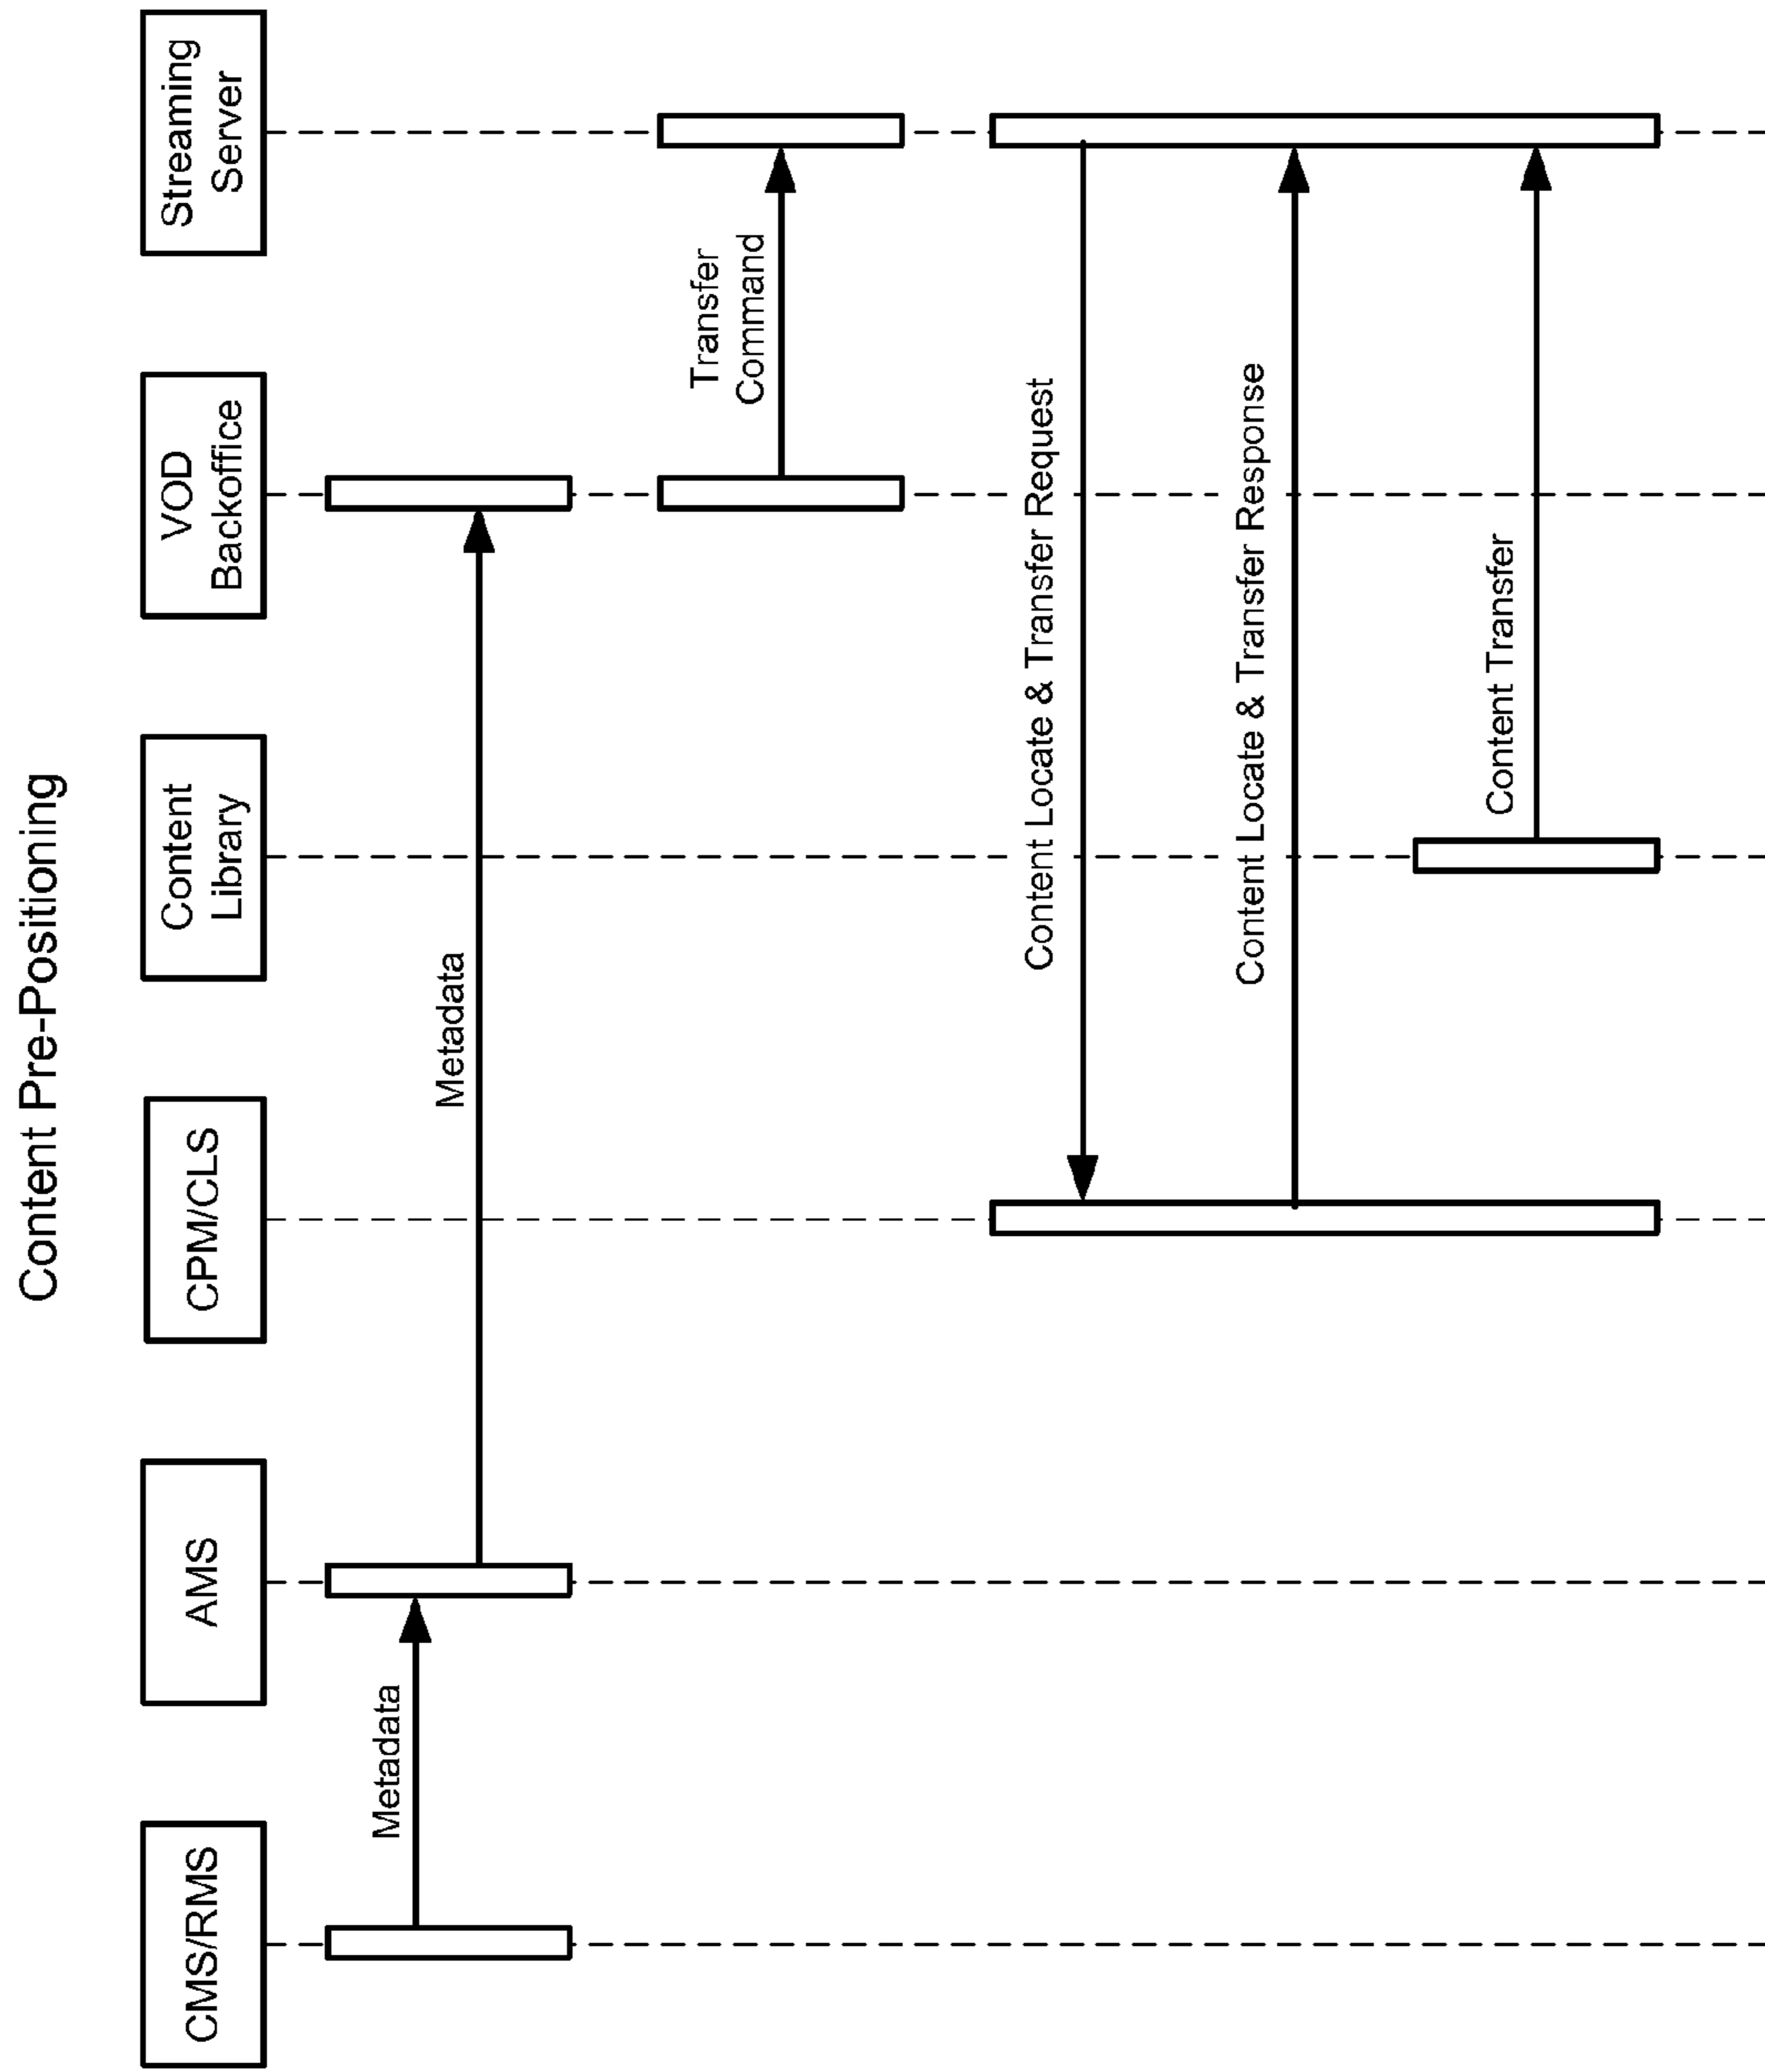 Content Pre-Positioning
CMS/RMS
AMS
CPM/CLS
Content
Library
VOD
Backoffice
Streaming
Server
Metadata
Metadata
Transfer
Command
Content Locate & Transfer Request
Content Locate & Transfer Response
Content Transfer